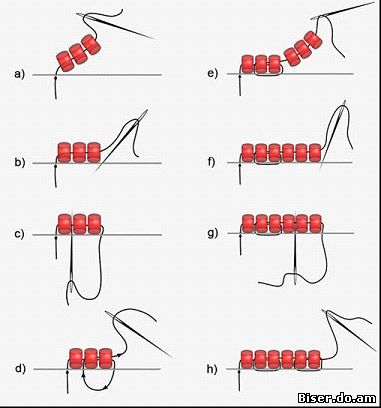 a)
b)
c)
d)
e)
f)
g)
h)
Biser.do.am